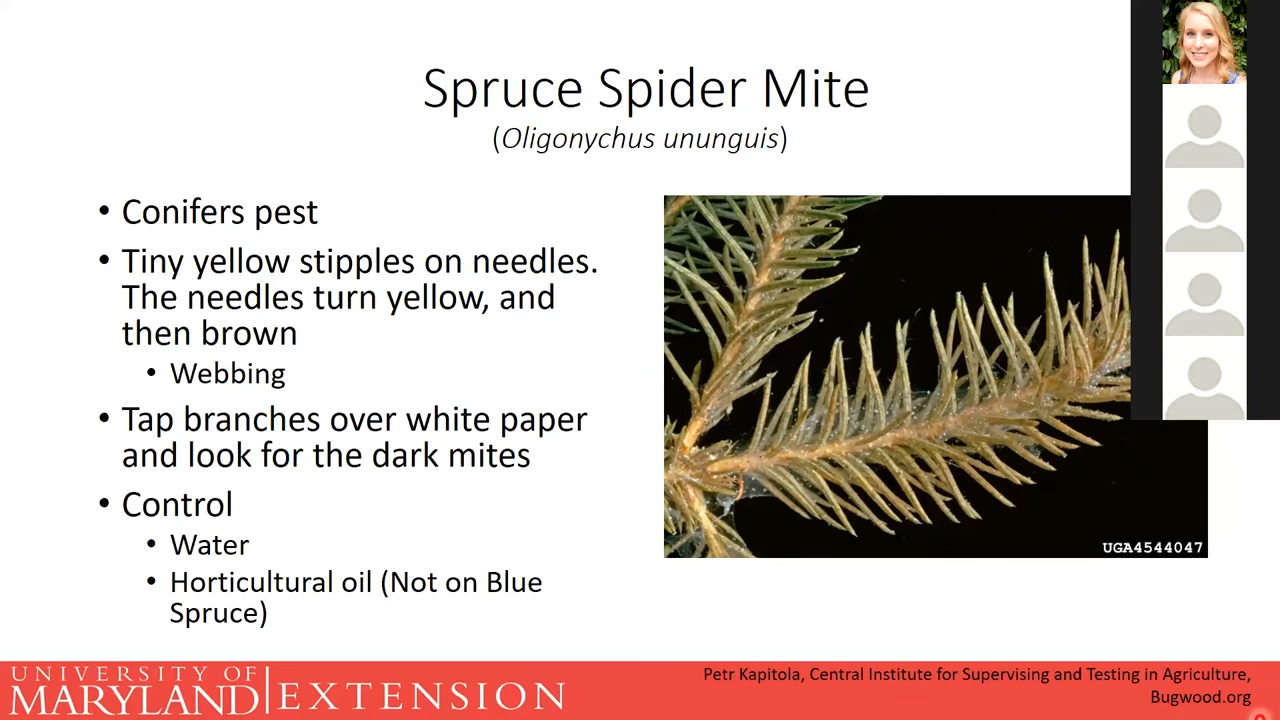 Spruce Spider Mite
(Oligonychus ununguis)
• Conifers pest
• Tiny yellow stipples on needles.
The needles turn yellow, and
then brown
• Webbing
• Tap branches over white paper
and look for the dark mites
• Control
• Water
• Horticultural oil (Not on Blue
Spruce)
UGA4544047
UNIVERSITY OF
MARYLAND
EXTENSION
Petr Kapitola, Central Institute for Supervising and Testing in Agriculture,
Bugwood.org